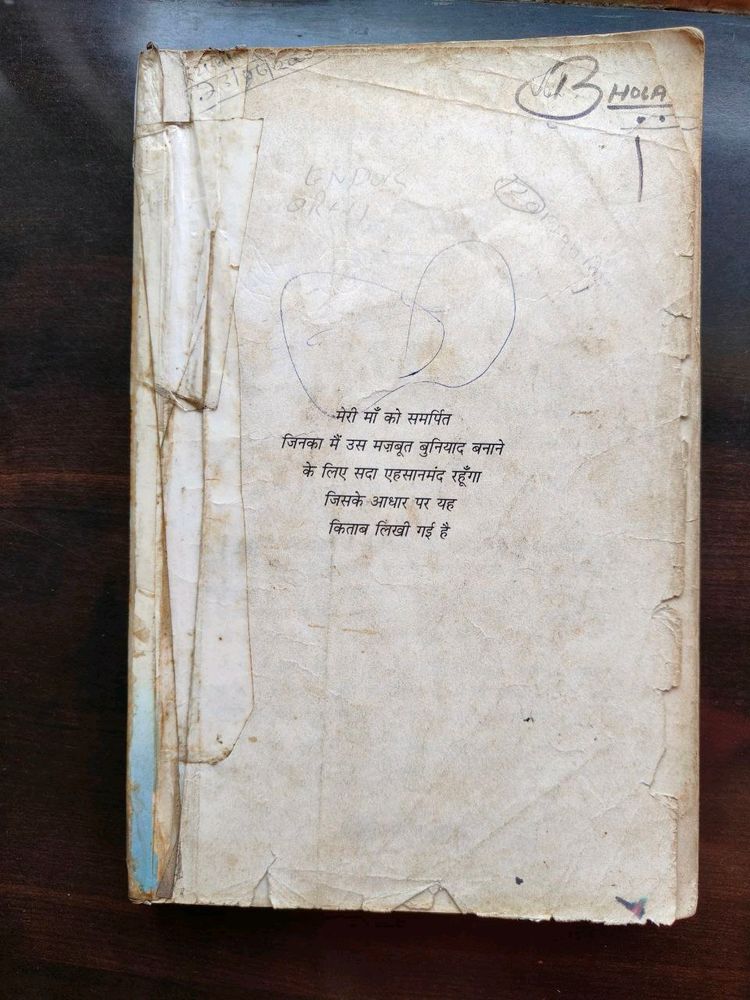 BHOLA
मेरी माँ को समर्पित
जिनका मैं उस मज़बूत बुनियाद बनाने
के लिए सदा एहसानमंद रहूँगा
जिसके आधार पर यह
किताब लिखी गई है